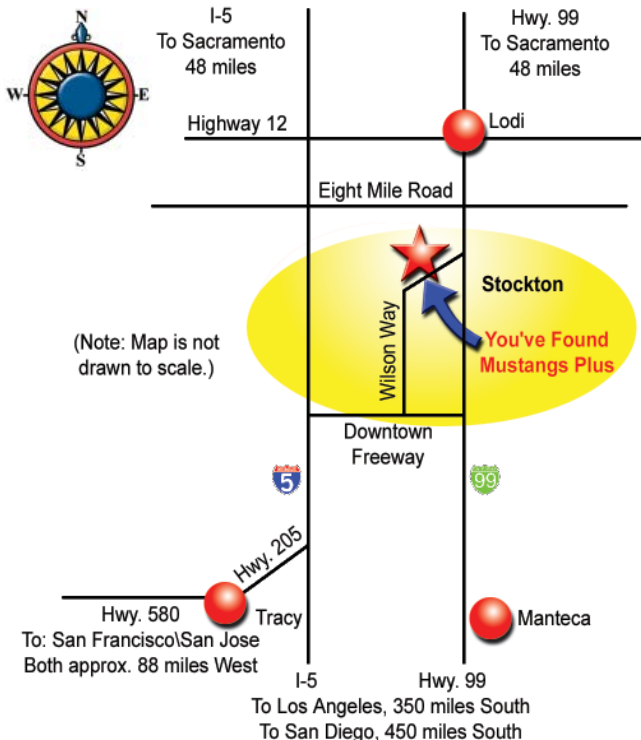 N
W
E
S
I-5
To Sacramento
48 miles
Hwy. 99
To Sacramento
48 miles
Highway 12
Lodi
Eight Mile Road
Stockton
Wilson Way
You've Found
Mustangs Plus
(Note: Map is not
drawn to scale.)
Downtown
Freeway
5
99
Hwy. 205
Hwy. 580
Tracy
To: San Francisco\San Jose
Both approx. 88 miles West
Manteca
I-5
Hwy. 99
To Los Angeles, 350 miles South
To San Diego, 450 miles South